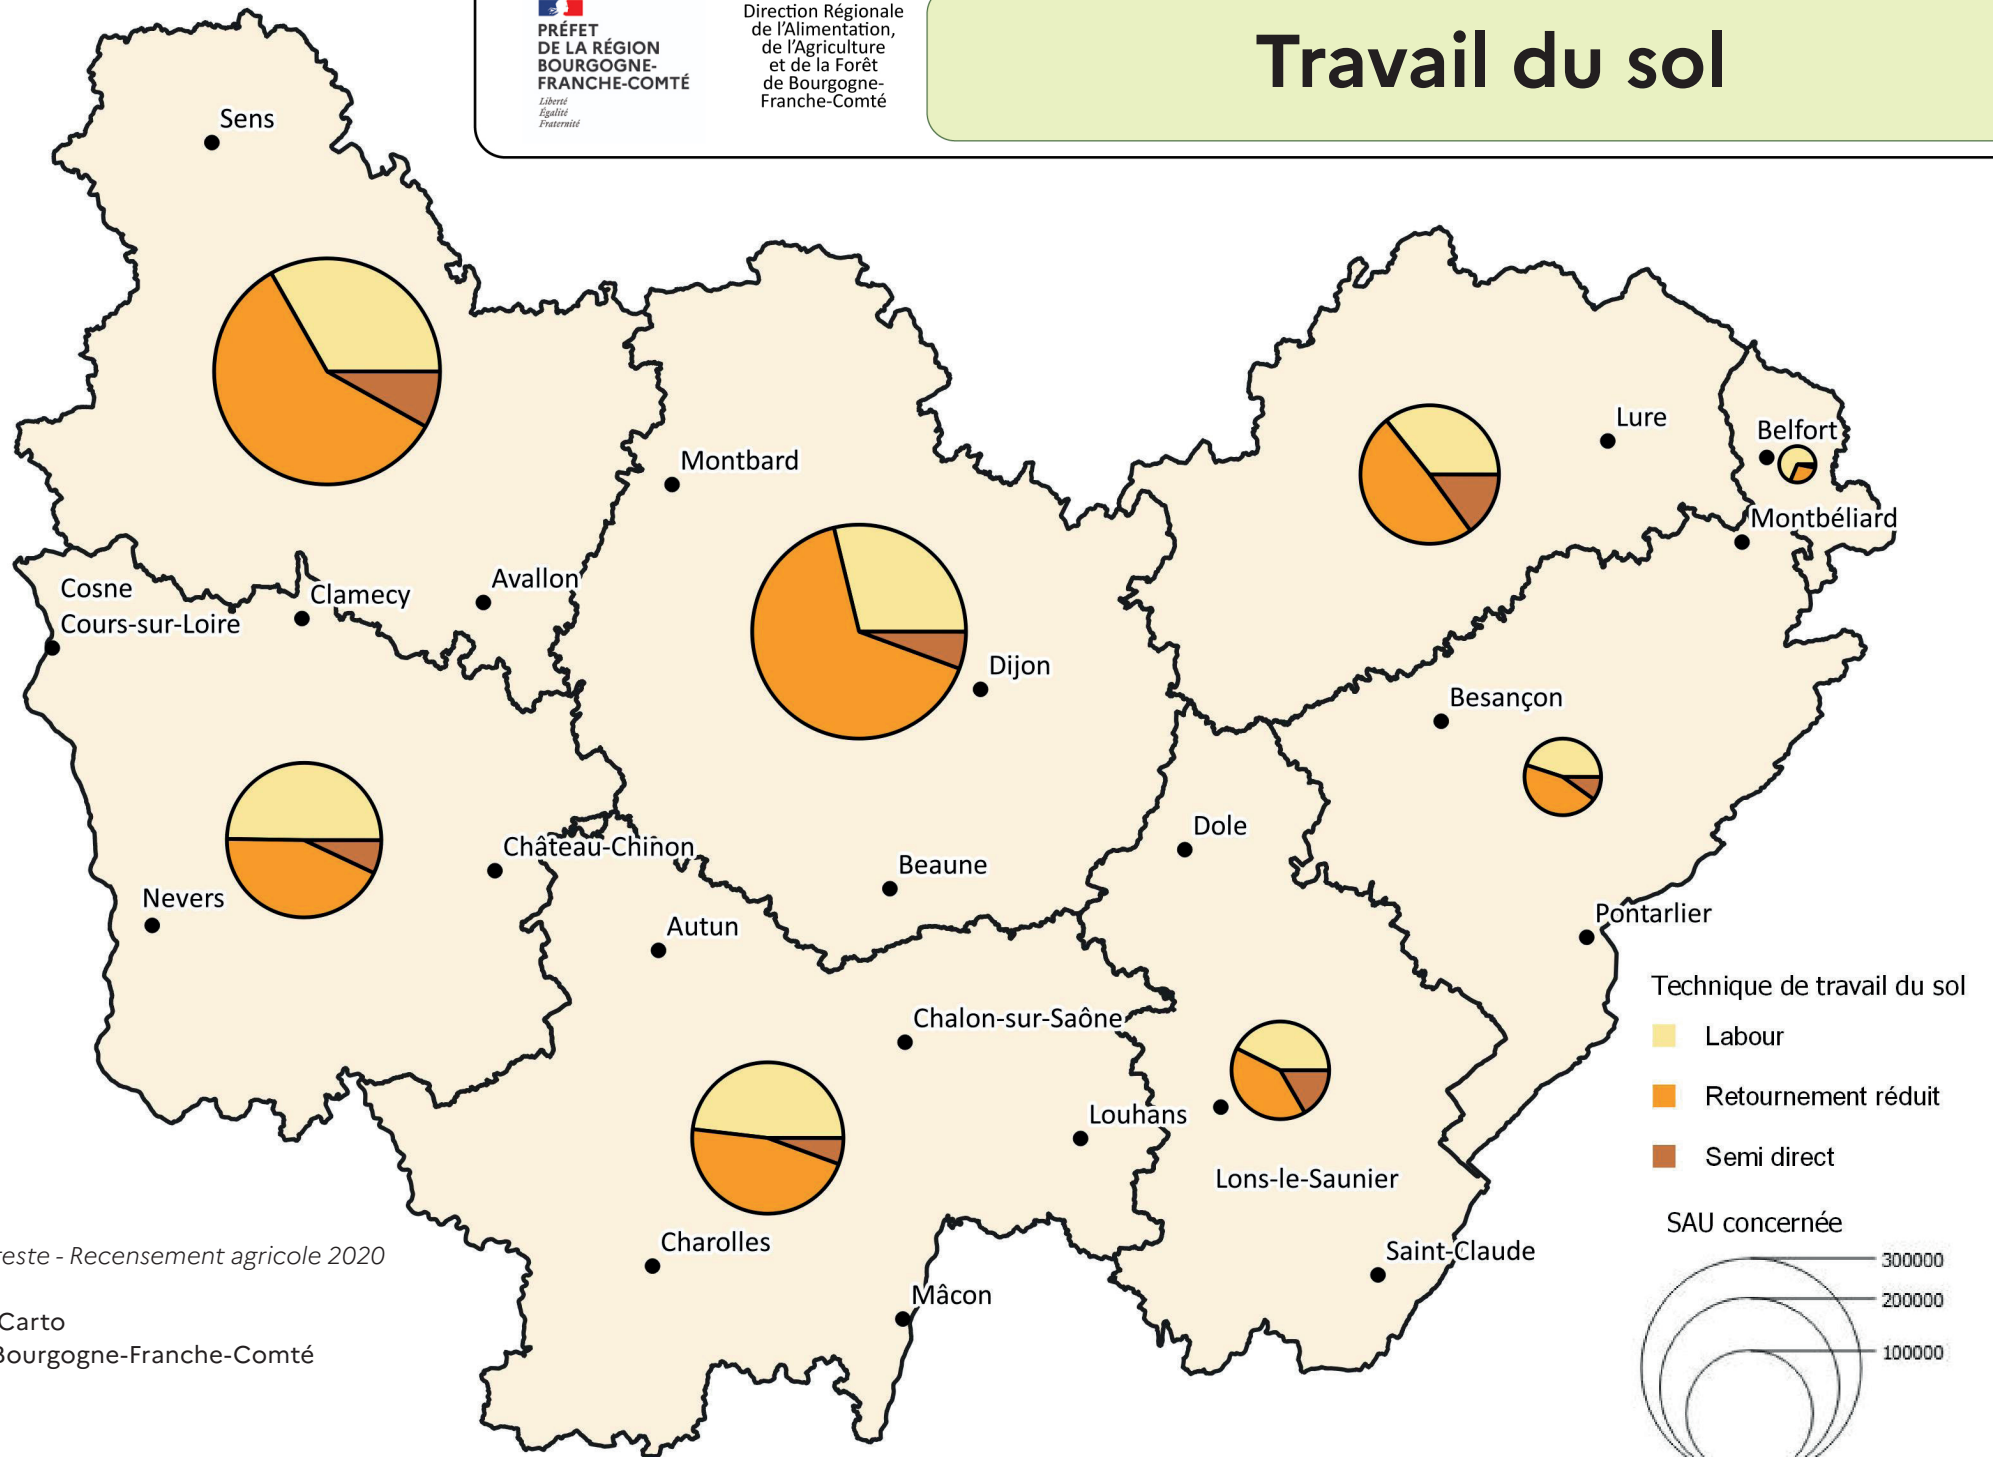 PRÉFET
DE LA RÉGION
BOURGOGNE-
FRANCHE-COMTÉ
Liberté
Égalité
Fraternité
Direction Régionale
de l'Alimentation,
de l'Agriculture
et de la Forêt
de Bourgogne-
Franche-Comté
Travail du sol
Sens
Lure
Belfort
Montbard
Montbéliard
Avallon
Cosne
Cours-sur-Loire
Clamecy
Dijon
Besançon
Dole
Château-Chinon
Beaune
Nevers
Autun
Pontarlier
Chalon-sur-Saône
Louhans
Lons-le-Saunier
Charolles
Saint-Claude
Mâcon
Technique de travail du sol
Labour
Retournement réduit
Semi direct
SAU concernée
300000
200000
100000
reste - Recensement agricole 2020
Carto
Bourgogne-Franche-Comté